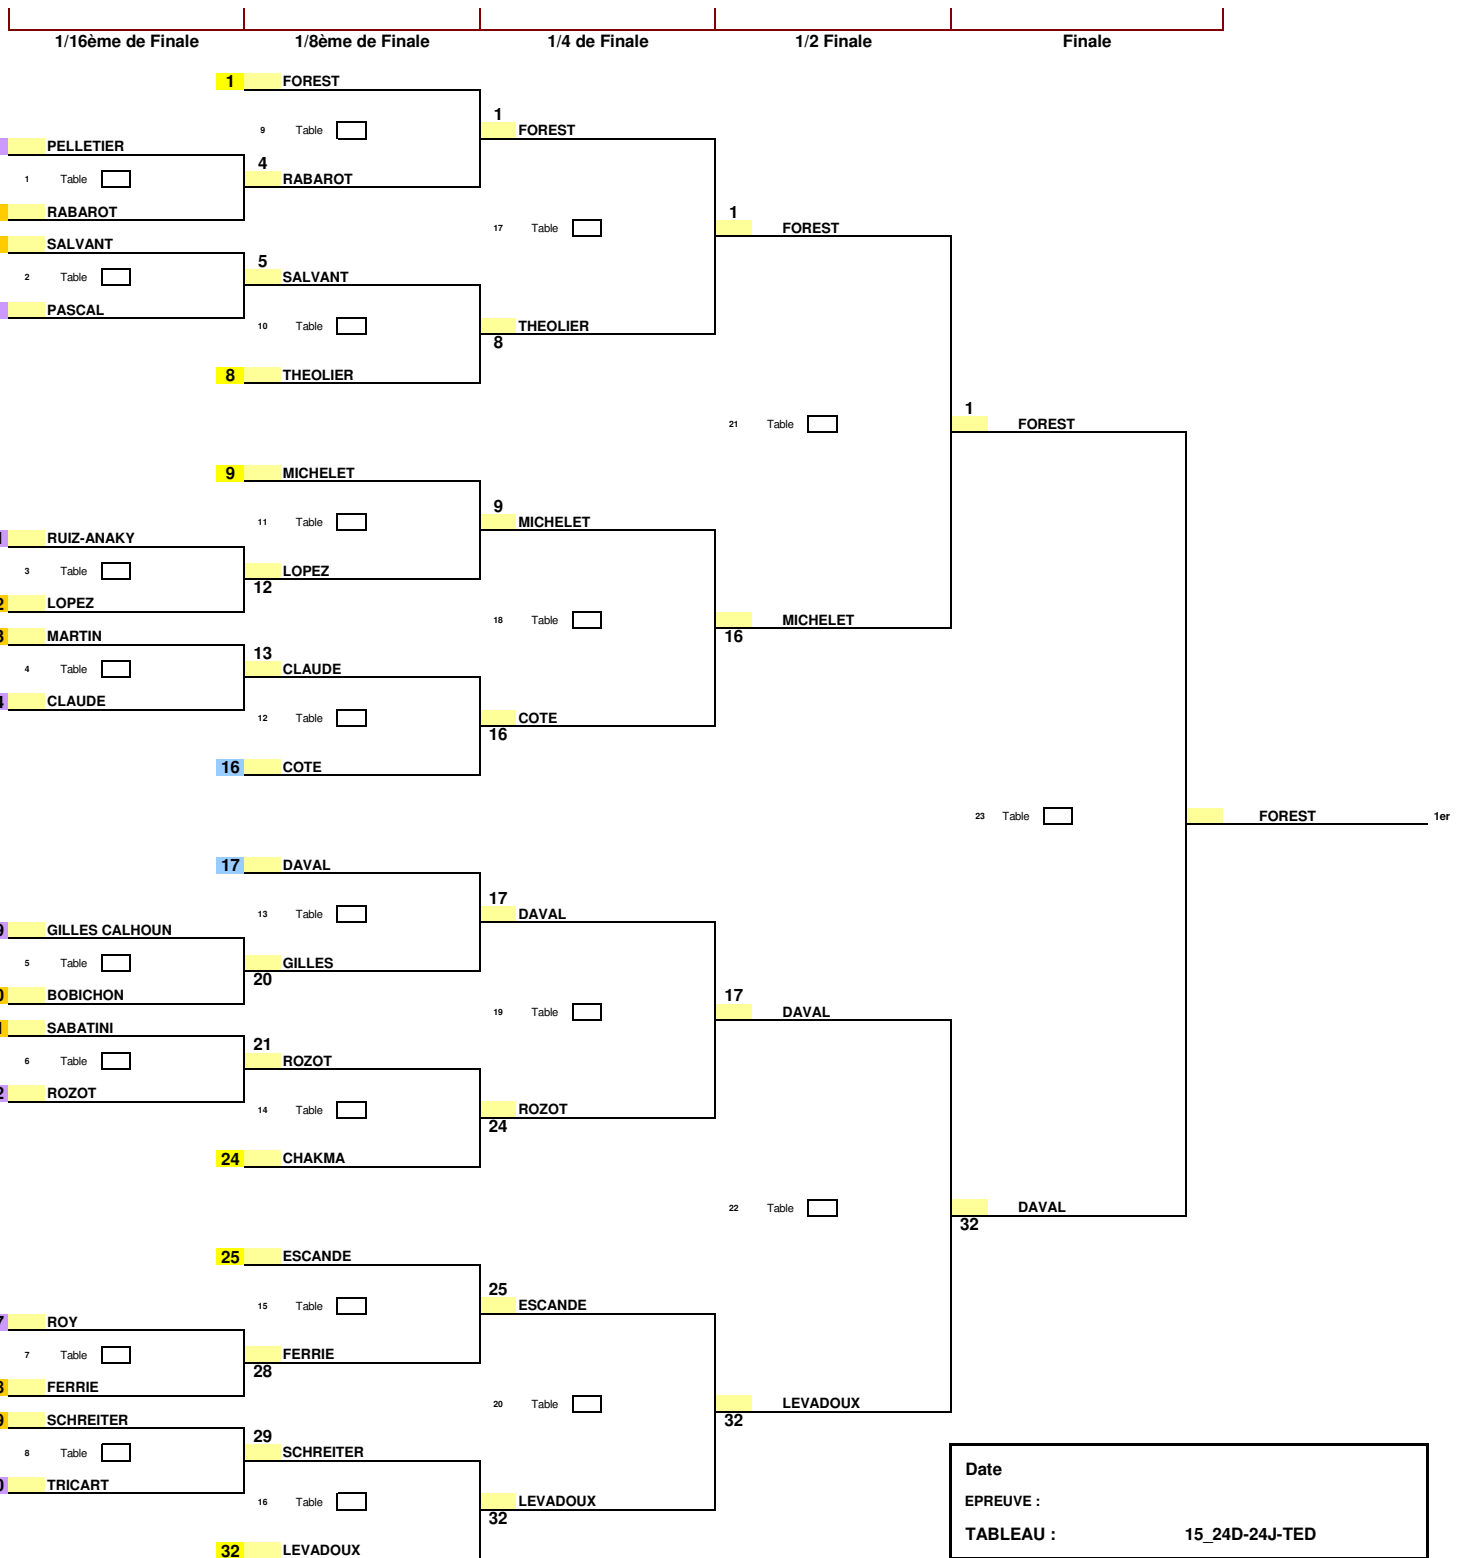 1/16ème de Finale 1/8ème de Finale 1/4 de Finale 1/2 Finale Finale
1 FOREST
1
9 Table FOREST
PELLETIER
4
1 Table RABAROT
RABAROT
1
17 Table FOREST
SALVANT
5
2 Table SALVANT
PASCAL
10 Table THEOLIER
8
8 THEOLIER
1
21 Table FOREST
9 MICHELET
9
11 Table MICHELET
RUIZ-ANAKY
3 Table LOPEZ
12
LOPEZ
18 Table MICHELET
16
MARTIN
13
4 Table CLAUDE
CLAUDE
12 Table COTE
16
16 COTE
23 Table FOREST 1er
17 DAVAL
17
13 Table DAVAL
GILLES CALHOUN
5 Table GILLES
20
BOBICHON
17
19 Table DAVAL
SABATINI
21
6 Table ROZOT
ROZOT
14 Table ROZOT
24
24 CHAKMA
22 Table DAVAL
32
25 ESCANDE
25
15 Table ESCANDE
ROY
7 Table FERRIE
28
FERRIE
20 Table LEVADOUX
32
SCHREITER
29
8 Table SCHREITER
TRICART
16 Table LEVADOUX
32
32 LEVADOUX
Date
EPREUVE :
TABLEAU : 15_24D-24J-TED